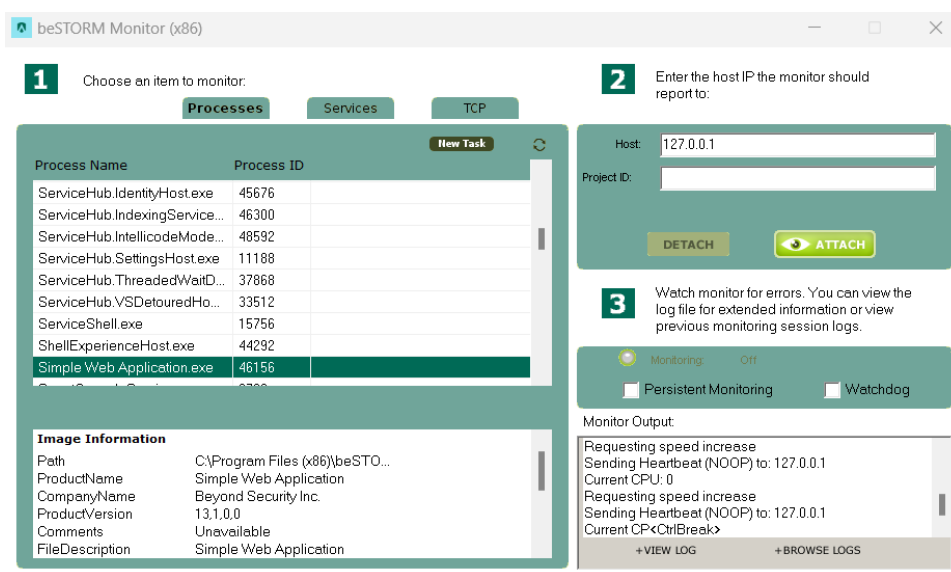 beSTORM Monitor (x86)
1
Choose an item to monitor:
Processes
Services
TCP
New Task
Process Name Process ID
ServiceHub.IdentityHost.exe 45676
ServiceHub.IndexingService... 46300
ServiceHub.IntellicodeMode... 48592
ServiceHub.SettingsHost.exe 11188
ServiceHub.ThreadedWaitD... 37868
ServiceHub.VSDetouredHo... 33512
ServiceShell.exe 15756
ShellExperienceHost.exe 44292
Simple Web Application.exe 46156
Image Information
Path C:\Program Files (x86)\beSTO...
ProductName Simple Web Application
CompanyName Beyond Security Inc.
ProductVersion 13,1,0,0
Comments Unavailable
FileDescription Simple Web Application
2
Enter the host IP the monitor should
report to:
Host: 127.0.0.1
Project ID:
DETACH
ATTACH
3
Watch monitor for errors. You can view the
log file for extended information or view
previous monitoring session logs.
Monitoring: Off
Persistent Monitoring
Watchdog
Monitor Output:
Requesting speed increase
Sending Heartbeat (NOOP) to: 127.0.0.1
Current CPU: 0
Requesting speed increase
Sending Heartbeat (NOOP) to: 127.0.0.1
Current CP<CtrlBreak>
+VIEW LOG
+BROWSE LOGS